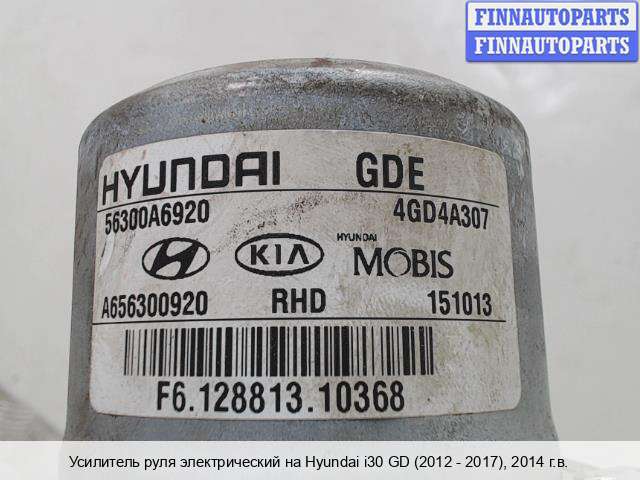 FINNAUTOPARTS
FINNAUTOPARTS
HYUNDAI GDE
56300A6920 4GD4A307
KIA HYUNDAI MOBIS
A656300920 RHD 151013
F6.128813.10368
Усилитель руля электрический на Hyundai i30 GD (2012 - 2017), 2014 г.в.